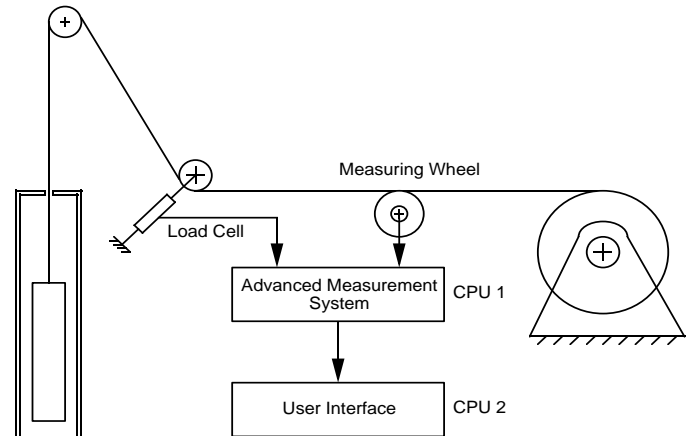 Measuring Wheel
Load Cell
Advanced Measurement
System
CPU 1
User Interface
CPU 2